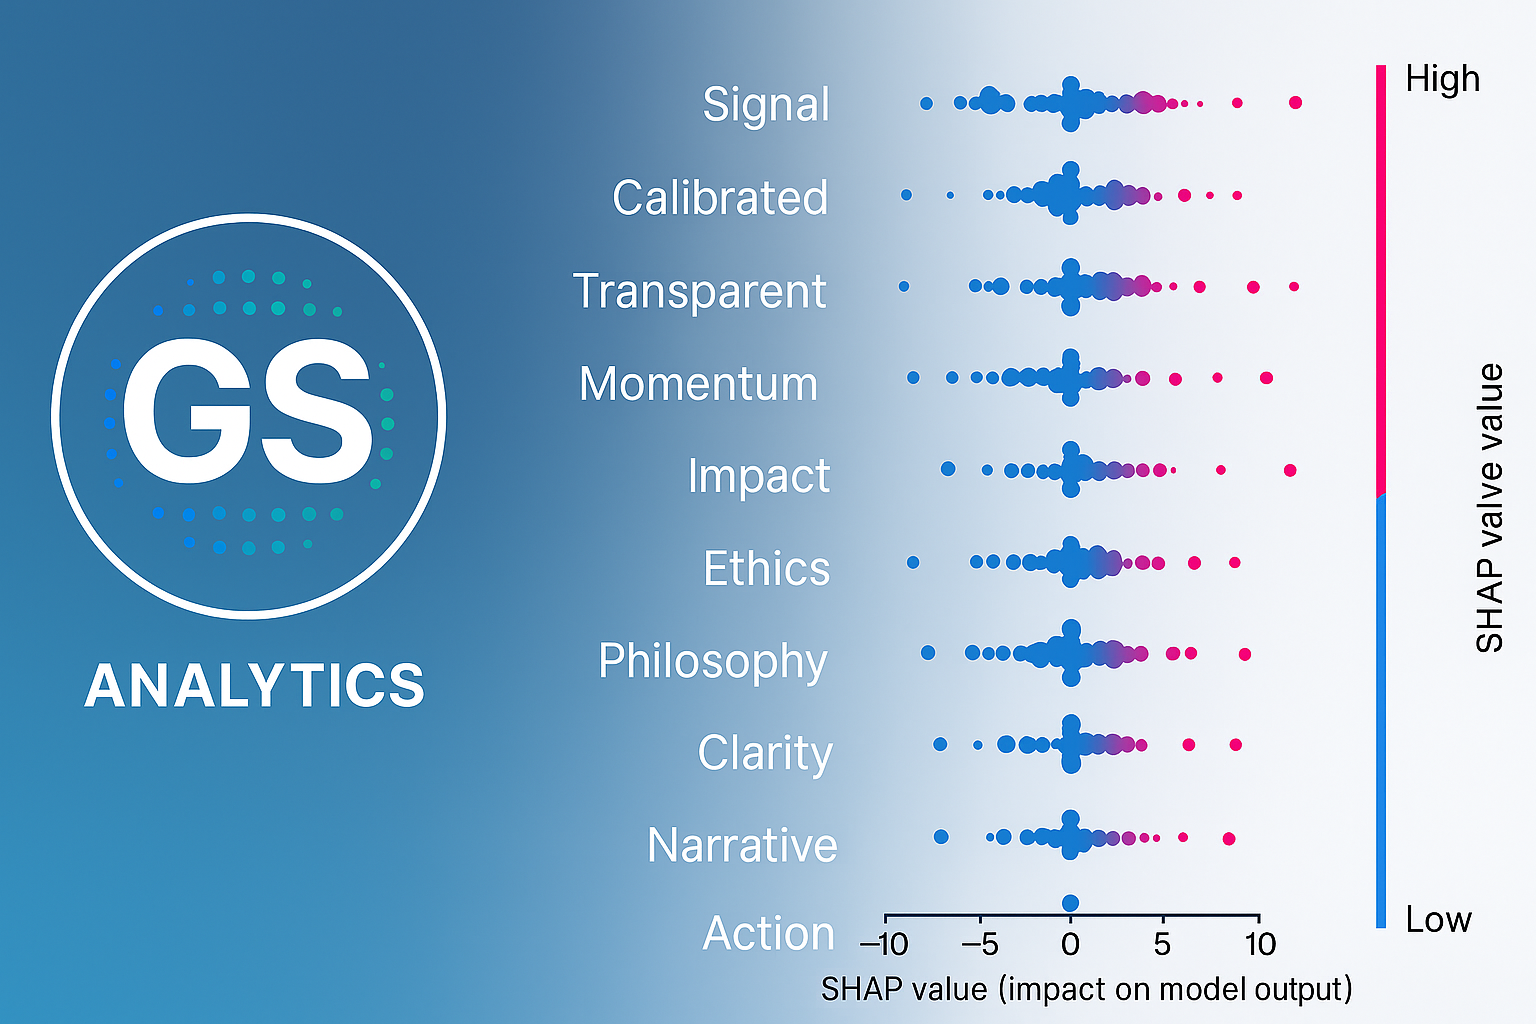 GS
ANALYTICS
Signal
Calibrated
Transparent
Momentum
Impact
Ethics
Philosophy
Clarity
Narrative
Action
–10 –5 0 5 10
SHAP value (impact on model output)
High
SHAP valve value
Low